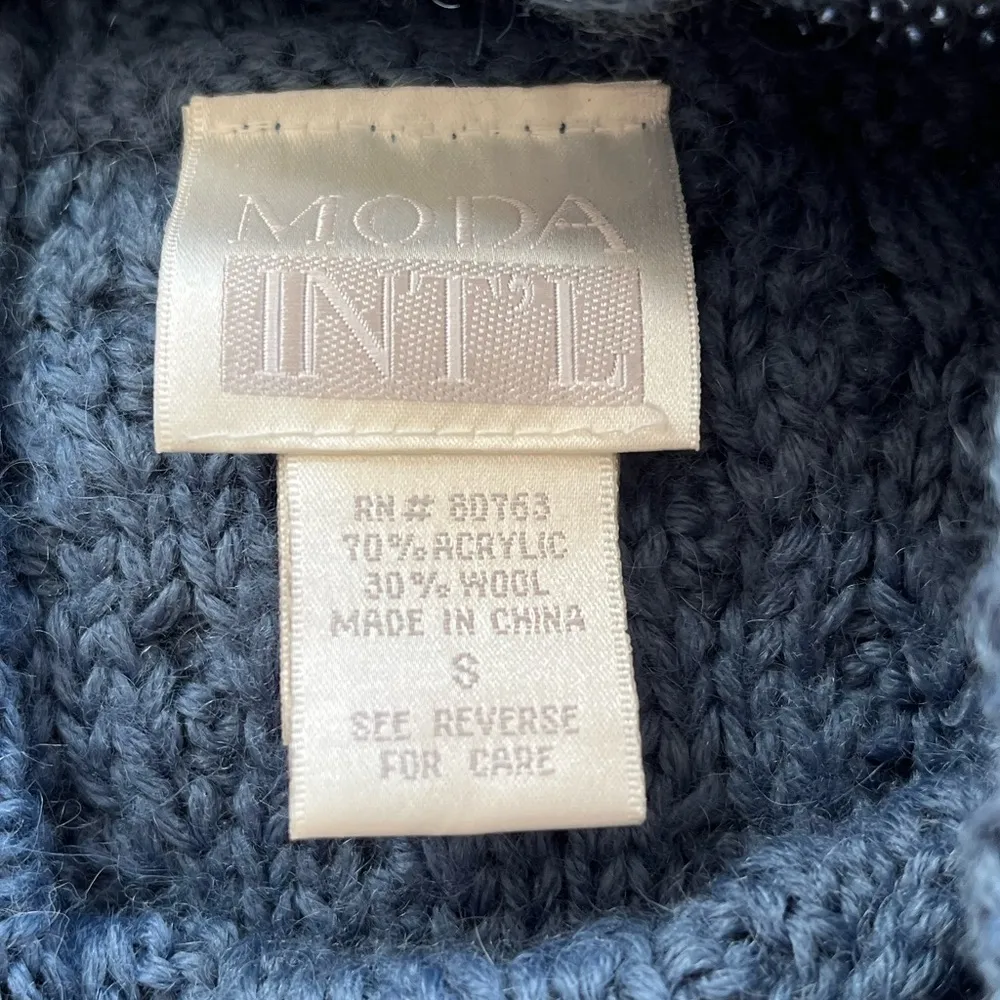 MODA
INT'L
RN# 80763
70% ACRYLIC
30% WOOL
MADE IN CHINA
S
SEE REVERSE
FOR CARE